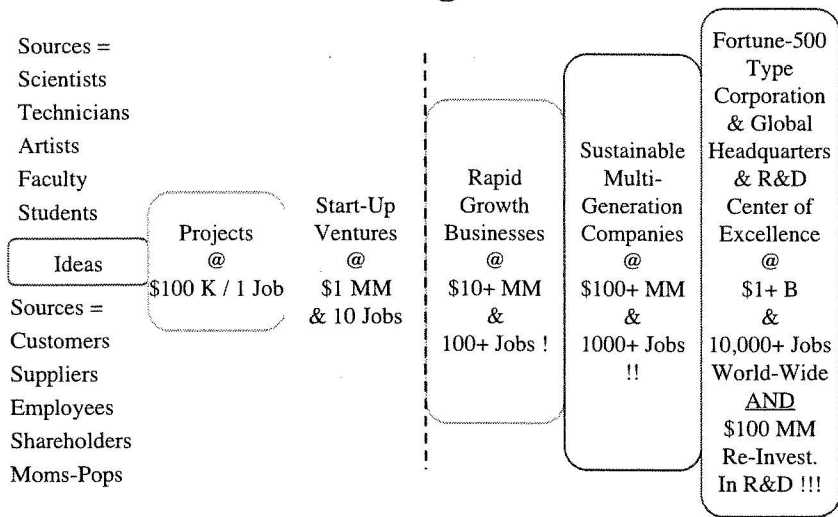 Sources =
Scientists
Technicians
Artists
Faculty
Students
Ideas
Sources =
Customers
Suppliers
Employees
Shareholders
Moms-Pops
Projects
@
$100 K / 1 Job
Start-Up
Ventures
@
$1 MM
& 10 Jobs
Rapid
Growth
Businesses
@
$10+ MM
&
100+ Jobs !
Sustainable
Multi-
Generation
Companies
@
$100+ MM
&
1000+ Jobs
!!
Fortune-500
Type
Corporation
& Global
Headquarters
& R&D
Center of
Excellence
@
$1+ B
&
10,000+ Jobs
World-Wide
AND
$100 MM
Re-Invest.
In R&D !!!